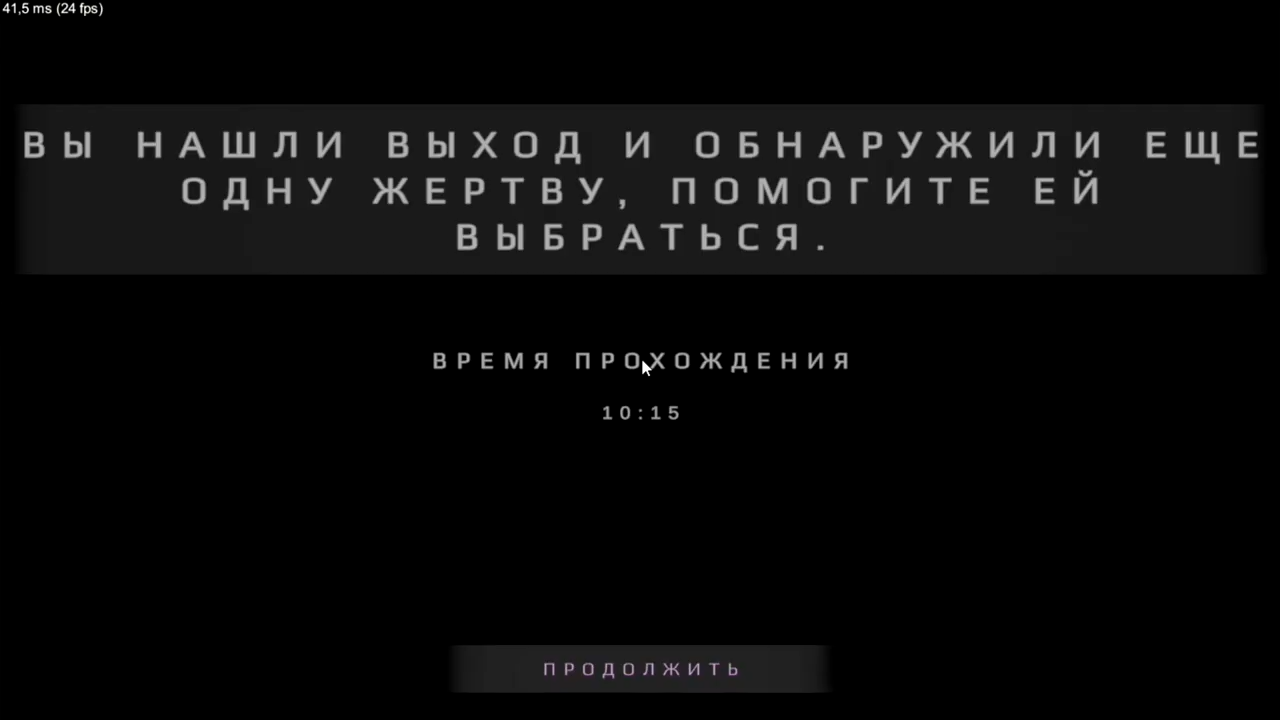 41,5 ms (24 fps)
ВЫ НАШЛИ ВЫХОД И ОБНАРУЖИЛИ ЕЩЕ
ОДНУ ЖЕРТВУ, ПОМОГИТЕ ЕЙ
ВЫБРАТЬСЯ.
ВРЕМЯ ПРОХОЖДЕНИЯ
10:15
ПРОДОЛЖИТЬ